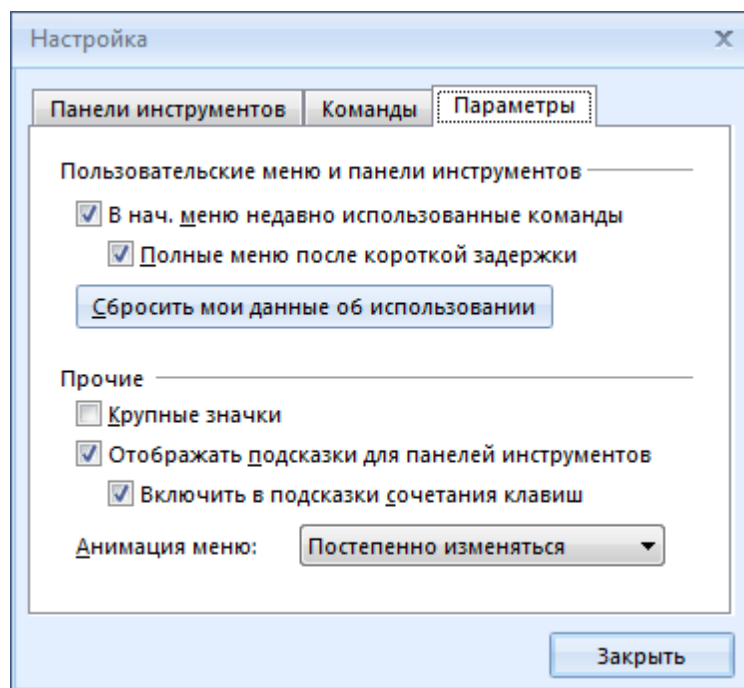 Настройка
Панели инструментов Команды Параметры
Пользовательские меню и панели инструментов
В нач. меню недавно использованные команды
Полные меню после короткой задержки
Сбросить мои данные об использовании
Прочие
Крупные значки
Отображать подсказки для панелей инструментов
Включить в подсказки сочетания клавиш
Анимация меню: Постепенно изменяться
Закрыть